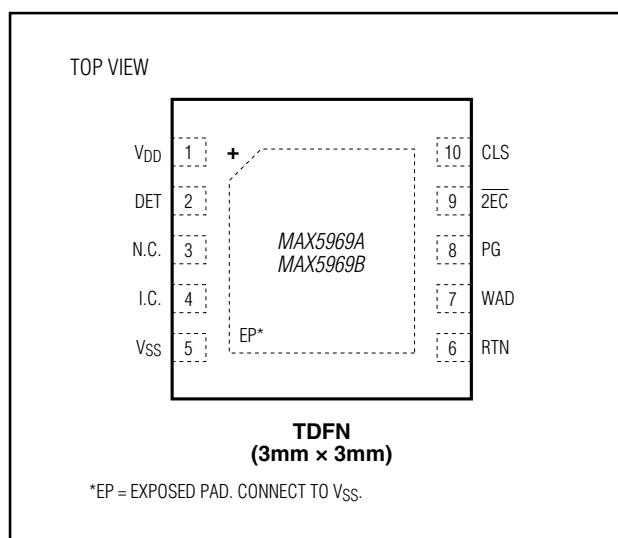 TOP VIEW
VDD 1 + 10 CLS
DET 2 9 2EC
N.C. 3 MAX5969A 8 PG
MAX5969B
I.C. 4 7 WAD
VSS 5 EP* 6 RTN
TDFN
(3mm × 3mm)
*EP = EXPOSED PAD. CONNECT TO VSS.